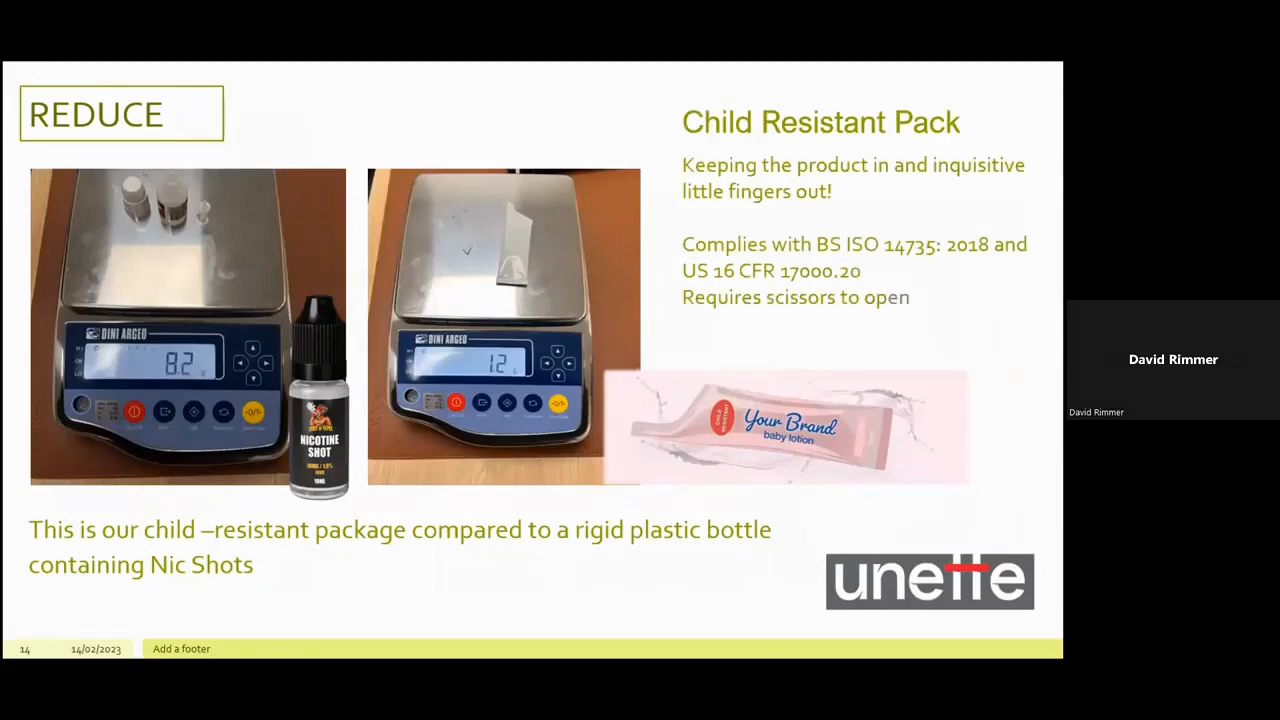 REDUCE
Child Resistant Pack
Keeping the product in and inquisitive
little fingers out!
Complies with BS ISO 14735: 2018 and
US 16 CFR 17000.20
Requires scissors to open
DINI ARGEO
8.2
DINI ARGEO
1.2
NICOTINE
SHOT
10ML
CHILD
RESISTANT
Your Brand
baby lotion
This is our child –resistant package compared to a rigid plastic bottle
containing Nic Shots
unette
14
14/02/2023
Add a footer
David Rimmer
David Rimmer